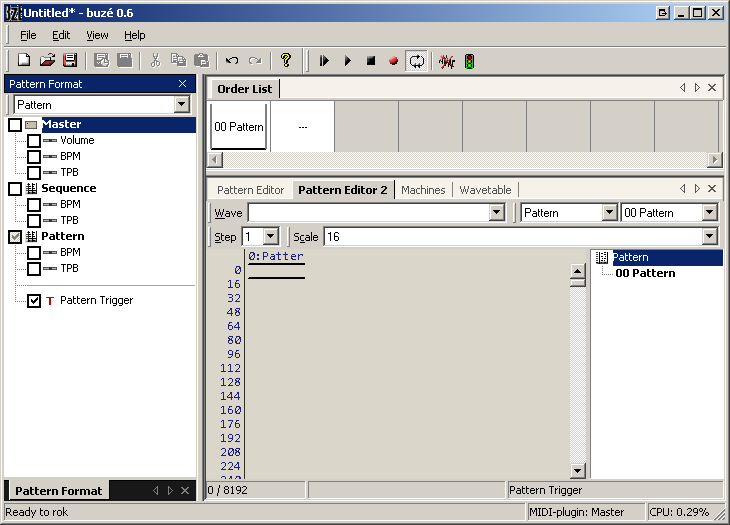 Untitled* - buzé 0.6
File Edit View Help
Pattern Format
Pattern
Master
Volume
BPM
TPB
Sequence
BPM
TPB
Pattern
BPM
TPB
T Pattern Trigger
Pattern Format
Order List
00 Pattern ---
Pattern Editor Pattern Editor 2 Machines Wavetable
Wave Pattern 00 Pattern
Step 1 Scale 16
0:Patter
0
16
32
48
64
80
96
112
128
144
160
176
192
208
224
240
Pattern
00 Pattern
0 / 8192 Pattern Trigger
Ready to rok MIDI-plugin: Master CPU: 0.29%